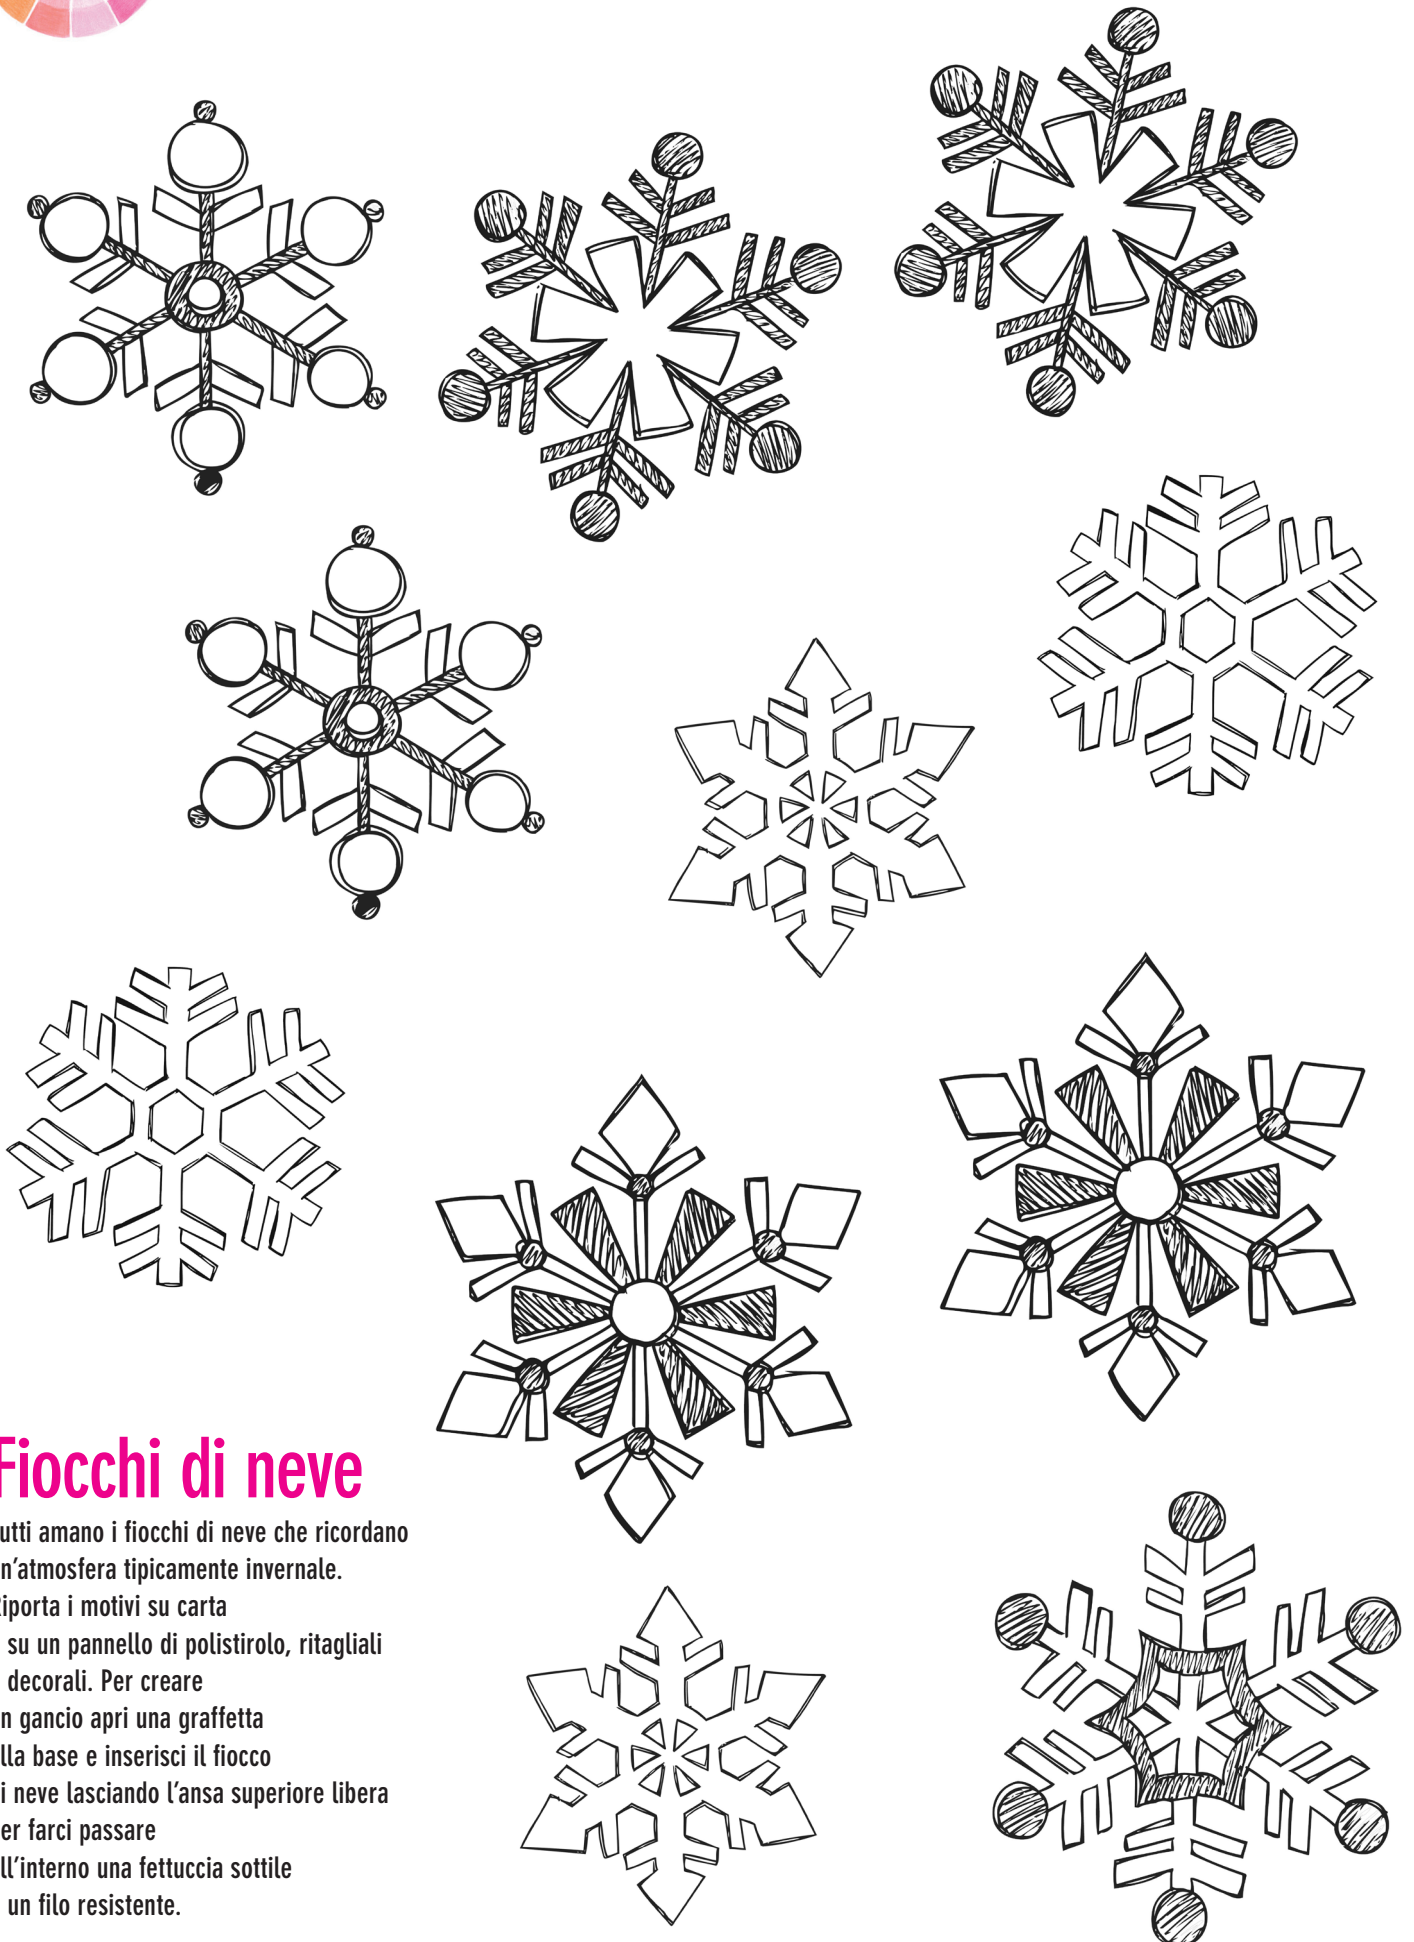 Fiocchi di neve
utti amano i fiocchi di neve che ricordano
n'atmosfera tipicamente invernale.
iporta i motivi su carta
su un pannello di polistirolo, ritagliali
decorali. Per creare
n gancio apri una graffetta
lla base e inserisci il fiocco
i neve lasciando l'ansa superiore libera
er farci passare
ll'interno una fettuccia sottile
un filo resistente.